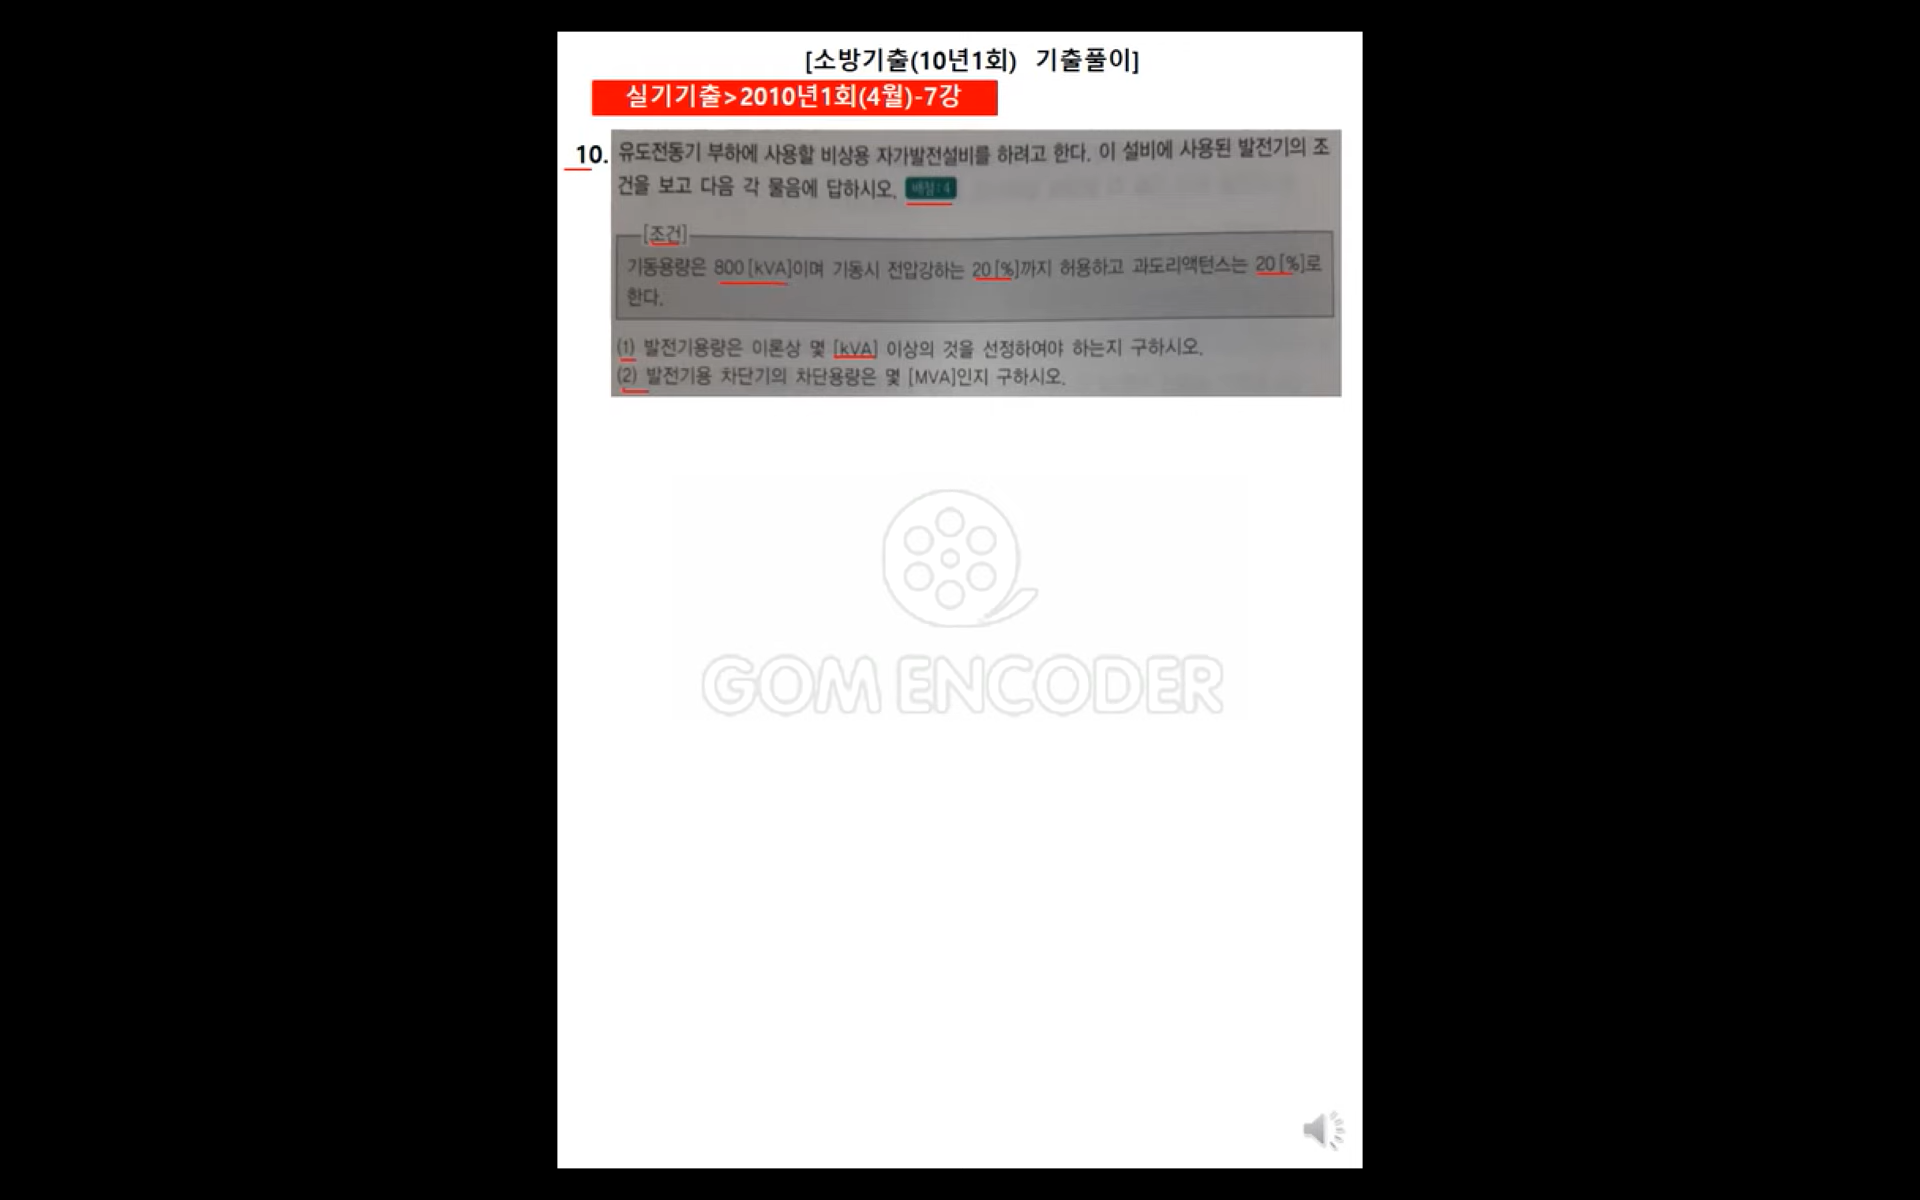 [소방기출(10년1회) 기출풀이]
실기기출>2010년1회(4월)-7강
10. 유도전동기 부하에 사용할 비상용 자가발전설비를 하려고 한다. 이 설비에 사용된 발전기의 조
건을 보고 다음 각 물음에 답하시오. 배점:4
[조건]
기동용량은 800[kVA]이며 기동시 전압강하는 20[%]까지 허용하고 과도리액턴스는 20[%]로
한다.
(1) 발전기용량은 이론상 몇 [kVA] 이상의 것을 선정하여야 하는지 구하시오.
(2) 발전기용 차단기의 차단용량은 몇 [MVA]인지 구하시오.
GOM ENCODER